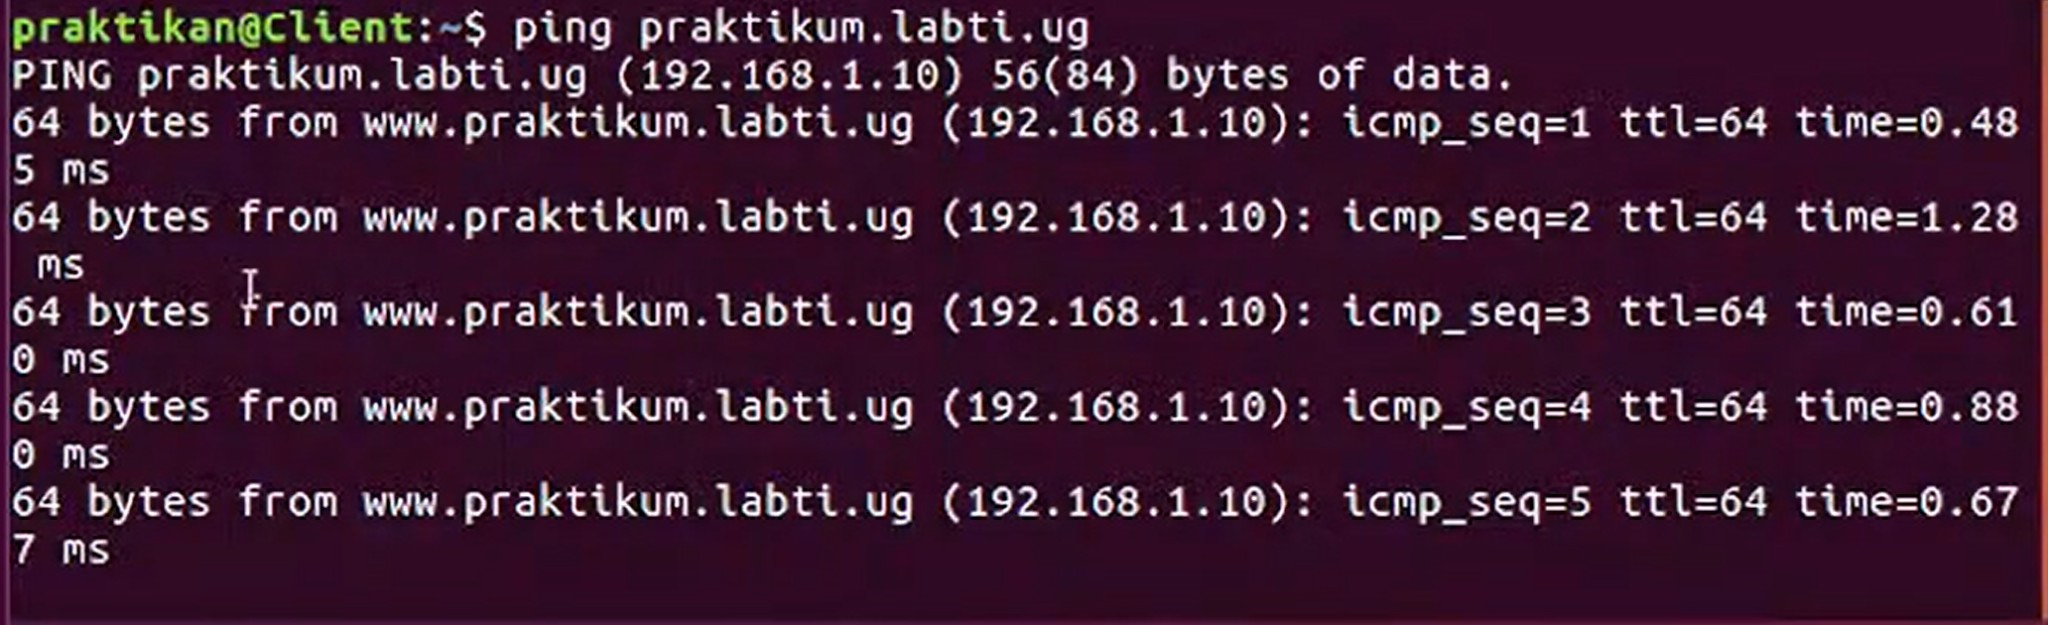 praktikan@Client:~$ ping praktikum.labti.ug
PING praktikum.labti.ug (192.168.1.10) 56(84) bytes of data.
64 bytes from www.praktikum.labti.ug (192.168.1.10): icmp_seq=1 ttl=64 time=0.48
5 ms
64 bytes from www.praktikum.labti.ug (192.168.1.10): icmp_seq=2 ttl=64 time=1.28
 ms
64 bytes from www.praktikum.labti.ug (192.168.1.10): icmp_seq=3 ttl=64 time=0.61
0 ms
64 bytes from www.praktikum.labti.ug (192.168.1.10): icmp_seq=4 ttl=64 time=0.88
0 ms
64 bytes from www.praktikum.labti.ug (192.168.1.10): icmp_seq=5 ttl=64 time=0.67
7 ms